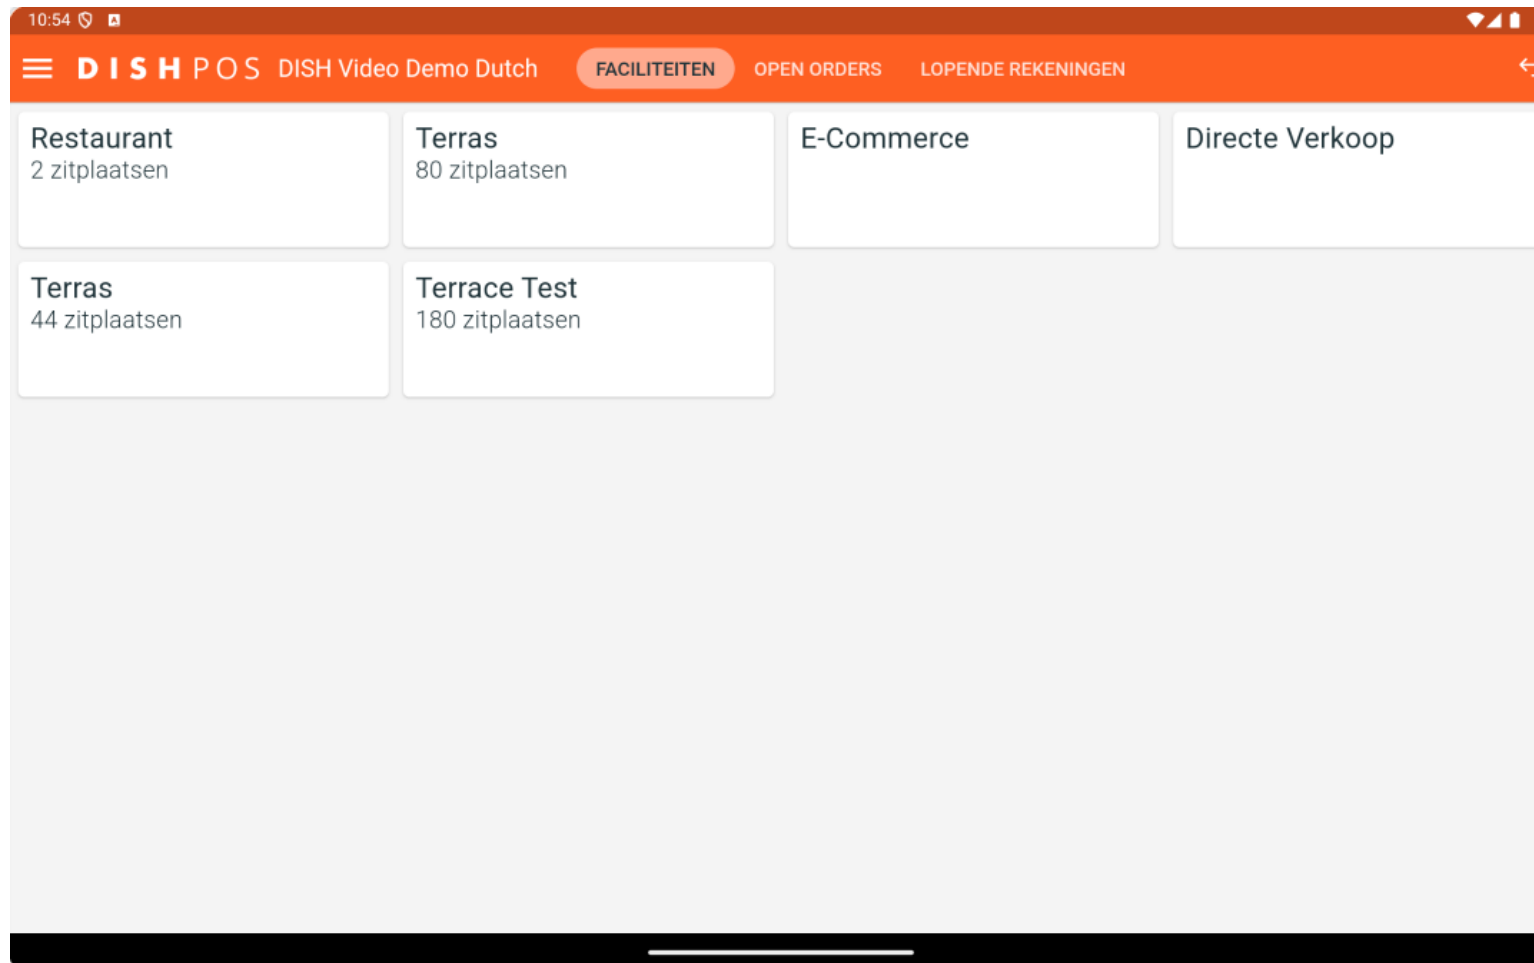 10:54
DISH POS DISH Video Demo Dutch FACILITEITEN OPEN ORDERS LOPENDE REKENINGEN
Restaurant
2 zitplaatsen
Terras
80 zitplaatsen
E-Commerce
Directe Verkoop
Terras
44 zitplaatsen
Terrace Test
180 zitplaatsen